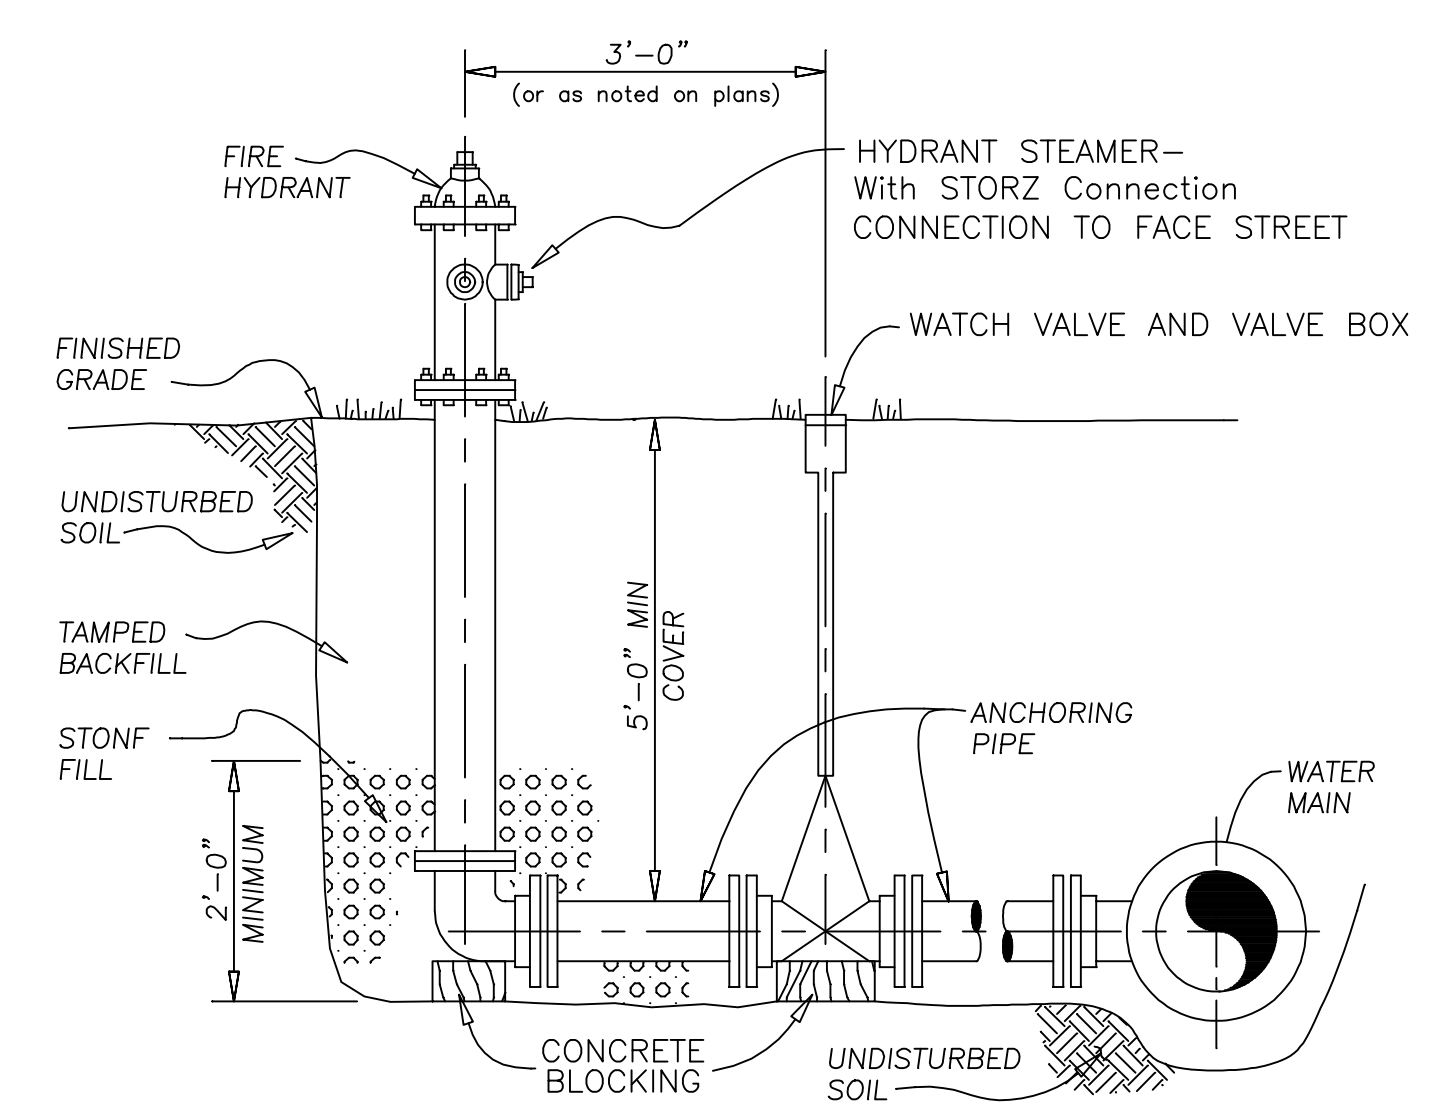 3'-0"
(or as noted on plans)
FIRE
HYDRANT
HYDRANT STEAMER-
With STORZ Connection
CONNECTION TO FACE STREET
WATCH VALVE AND VALVE BOX
FINISHED
GRADE
UNDISTURBED
SOIL
TAMPED
BACKFILL
5'-0" MIN
COVER
STONF
FILL
ANCHORING
PIPE
WATER
MAIN
2'-0"
MINIMUM
CONCRETE
BLOCKING
UNDISTURBED
SOIL